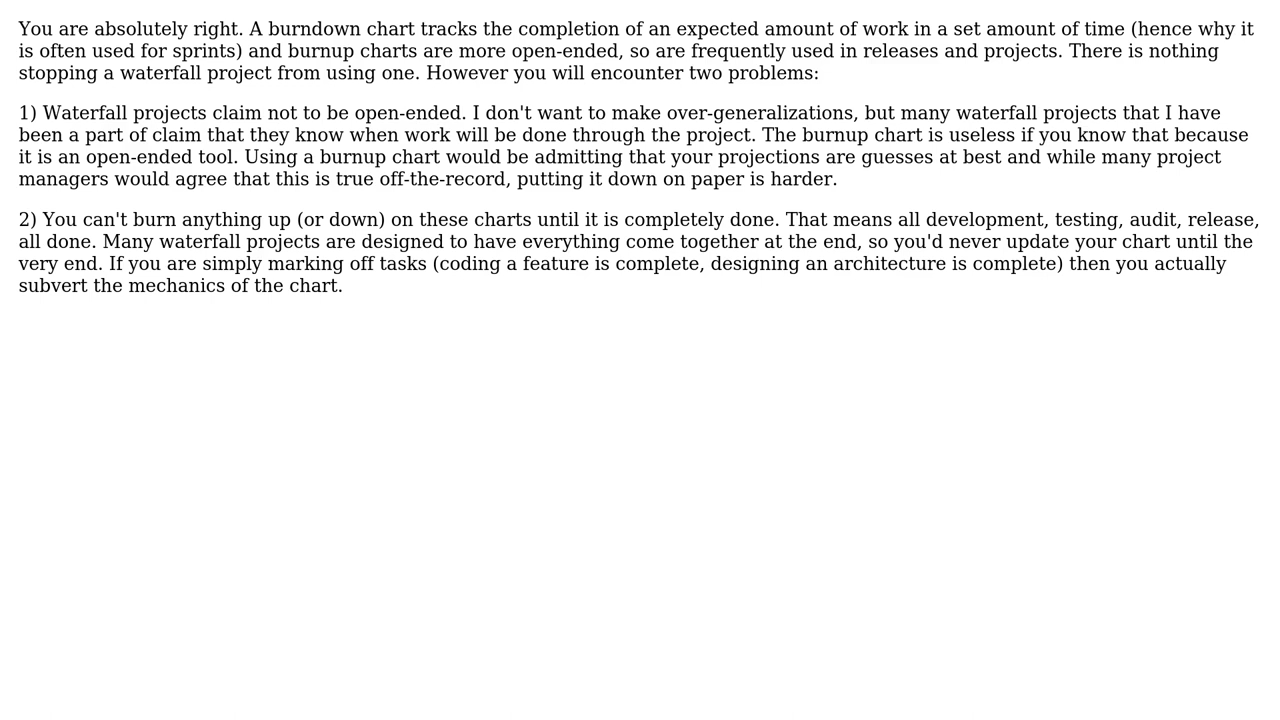 You are absolutely right. A burndown chart tracks the completion of an expected amount of work in a set amount of time (hence why it
is often used for sprints) and burnup charts are more open-ended, so are frequently used in releases and projects. There is nothing
stopping a waterfall project from using one. However you will encounter two problems:
1) Waterfall projects claim not to be open-ended. I don't want to make over-generalizations, but many waterfall projects that I have
been a part of claim that they know when work will be done through the project. The burnup chart is useless if you know that because
it is an open-ended tool. Using a burnup chart would be admitting that your projections are guesses at best and while many project
managers would agree that this is true off-the-record, putting it down on paper is harder.
2) You can't burn anything up (or down) on these charts until it is completely done. That means all development, testing, audit, release,
all done. Many waterfall projects are designed to have everything come together at the end, so you'd never update your chart until the
very end. If you are simply marking off tasks (coding a feature is complete, designing an architecture is complete) then you actually
subvert the mechanics of the chart.